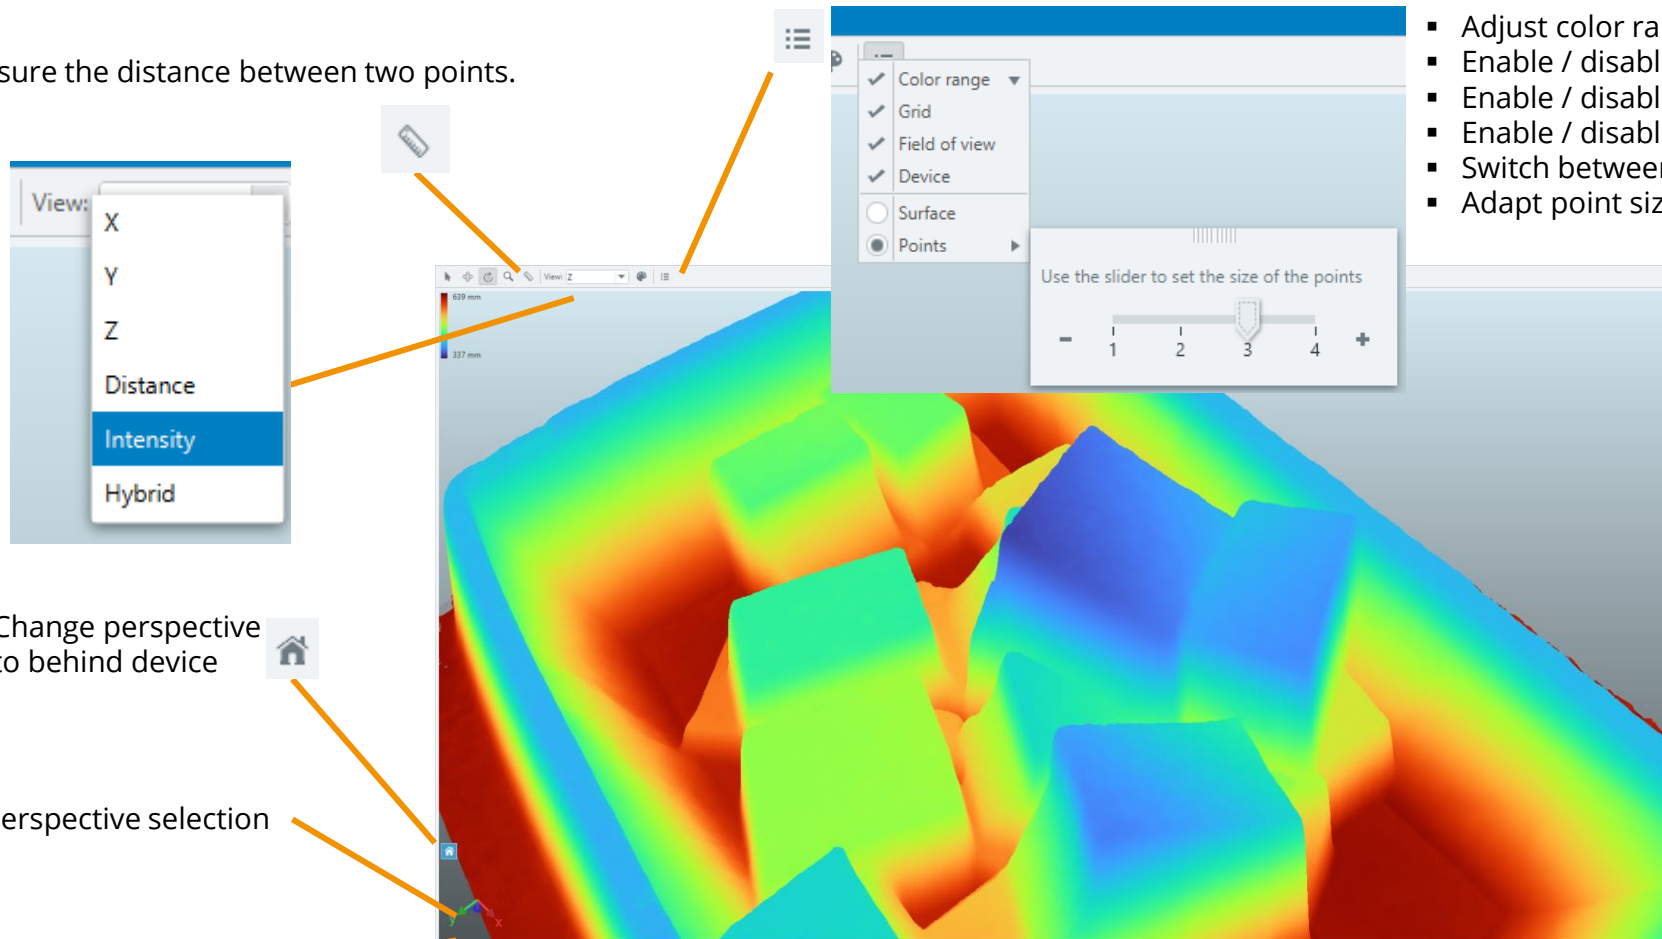 sure the distance between two points.
View:
X
Y
Z
Distance
Intensity
Hybrid
Change perspective
to behind device
erspective selection
Color range
Grid
Field of view
Device
Surface
Points
Use the slider to set the size of the points
1 2 3 4
▪ Adjust color ra
▪ Enable / disabl
▪ Enable / disabl
▪ Enable / disabl
▪ Switch between
▪ Adapt point siz
View: Z
639 mm
337 mm
y x